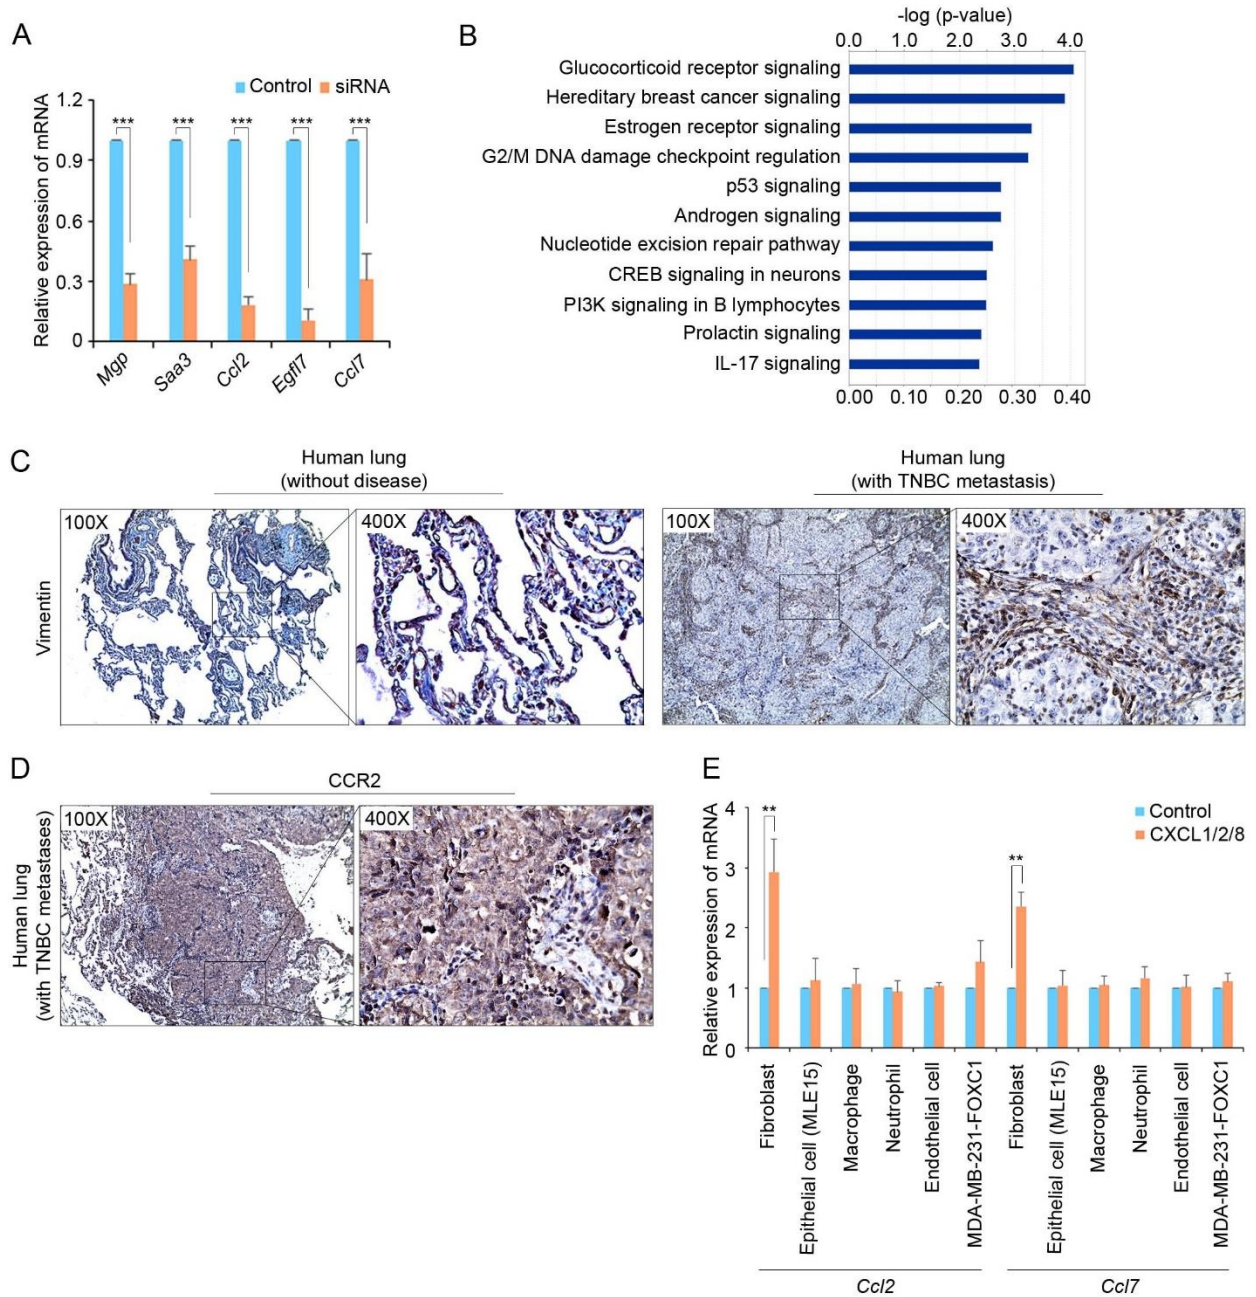 A
Control
siRNA
Relative expression of mRNA
1.2
0.9
0.6
0.3
0
***
***
***
***
***
Mgp
Saa3
Ccl2
Egfl7
Ccl7
B
-log (p-value)
0.0 1.0 2.0 3.0 4.0
Glucocorticoid receptor signaling
Hereditary breast cancer signaling
Estrogen receptor signaling
G2/M DNA damage checkpoint regulation
p53 signaling
Androgen signaling
Nucleotide excision repair pathway
CREB signaling in neurons
PI3K signaling in B lymphocytes
Prolactin signaling
IL-17 signaling
0.00 0.10 0.20 0.30 0.40
C
Human lung
(without disease)
Human lung
(with TNBC metastasis)
Vimentin
100X
400X
100X
400X
D
CCR2
Human lung
(with TNBC metastases)
100X
400X
E
Control
CXCL1/2/8
Relative expression of mRNA
4
3
2
1
0
**
**
Fibroblast
Epithelial cell (MLE15)
Macrophage
Neutrophil
Endothelial cell
MDA-MB-231-FOXC1
Fibroblast
Epithelial cell (MLE15)
Macrophage
Neutrophil
Endothelial cell
MDA-MB-231-FOXC1
Ccl2
Ccl7